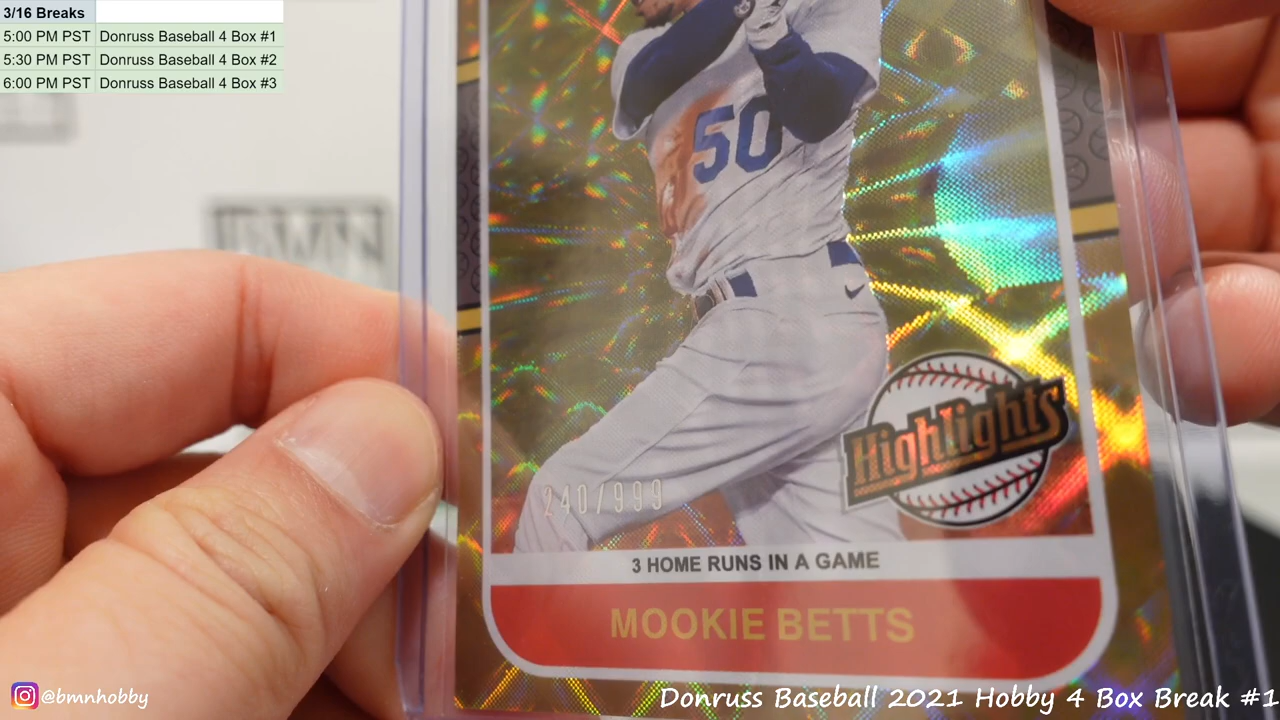 3/16 Breaks
5:00 PM PST Donruss Baseball 4 Box #1
5:30 PM PST Donruss Baseball 4 Box #2
6:00 PM PST Donruss Baseball 4 Box #3
BMN
50
Highlights
240/999
3 HOME RUNS IN A GAME
MOOKIE BETTS
@bmnhobby
Donruss Baseball 2021 Hobby 4 Box Break #1